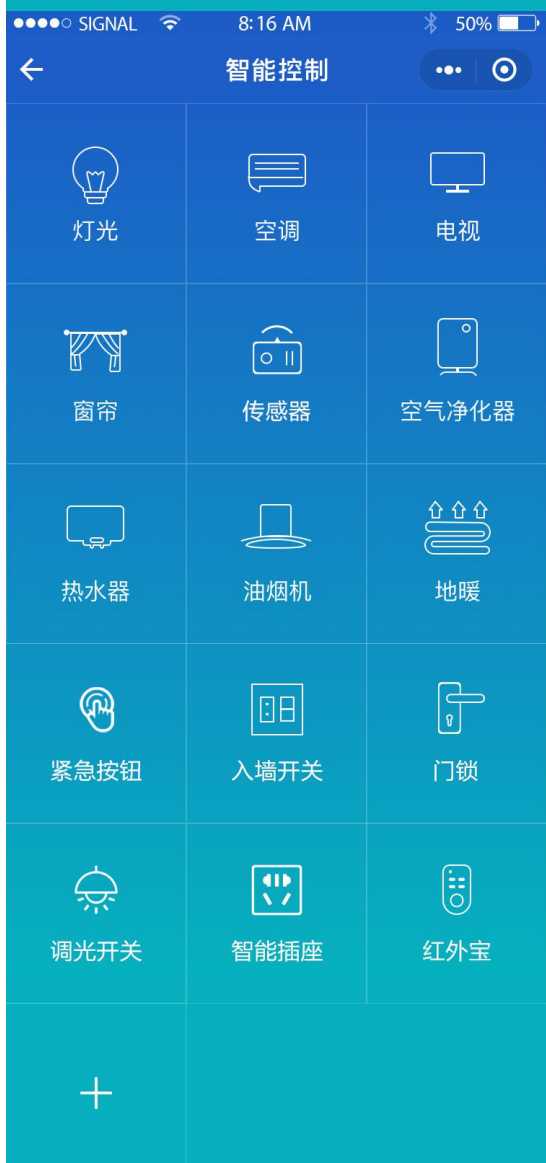 SIGNAL 8:16 AM 50%
智能控制
灯光 空调 电视
窗帘 传感器 空气净化器
热水器 油烟机 地暖
紧急按钮 入墙开关 门锁
调光开关 智能插座 红外宝